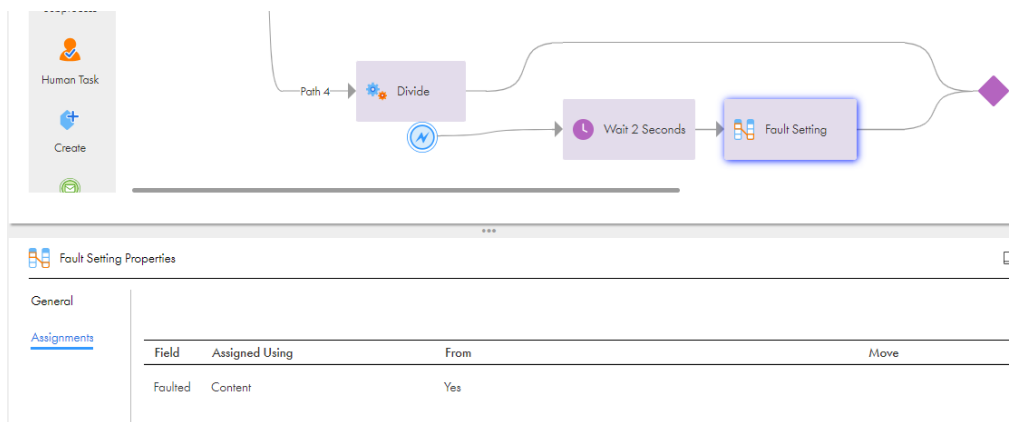 Human Task
Create
Path 4
Divide
Wait 2 Seconds
Fault Setting
Fault Setting Properties
General
Assignments
Field Assigned Using From Move
Faulted Content Yes